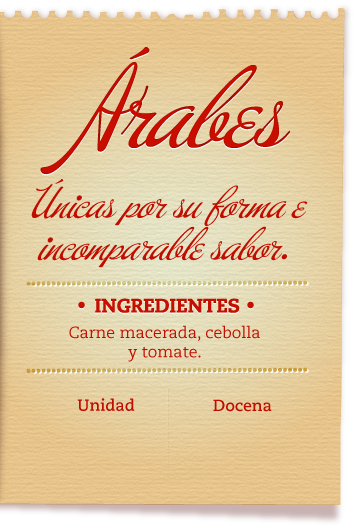 Árabes
Únicas por su forma e
incomparable sabor.
• INGREDIENTES •
Carne macerada, cebolla
y tomate.
Unidad Docena